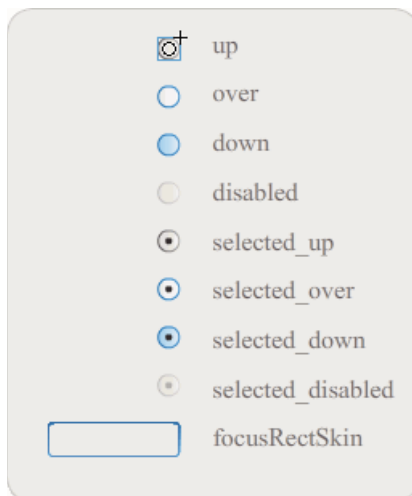 up
over
down
disabled
selected_up
selected_over
selected_down
selected_disabled
focusRectSkin